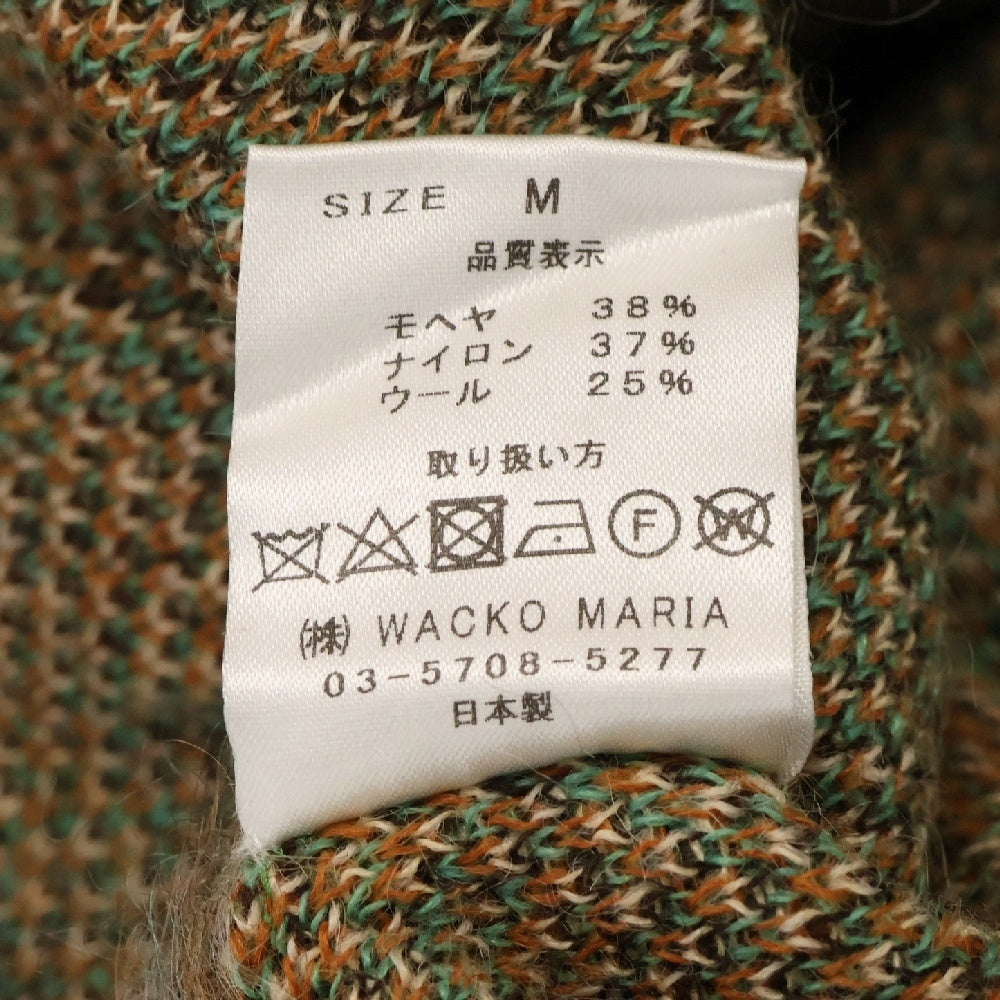 SIZE M
品質表示
モヘヤ 38%
ナイロン 37%
ウール 25%
取り扱い方
F W
㈱ WACKO MARIA
03-5708-5277
日本製